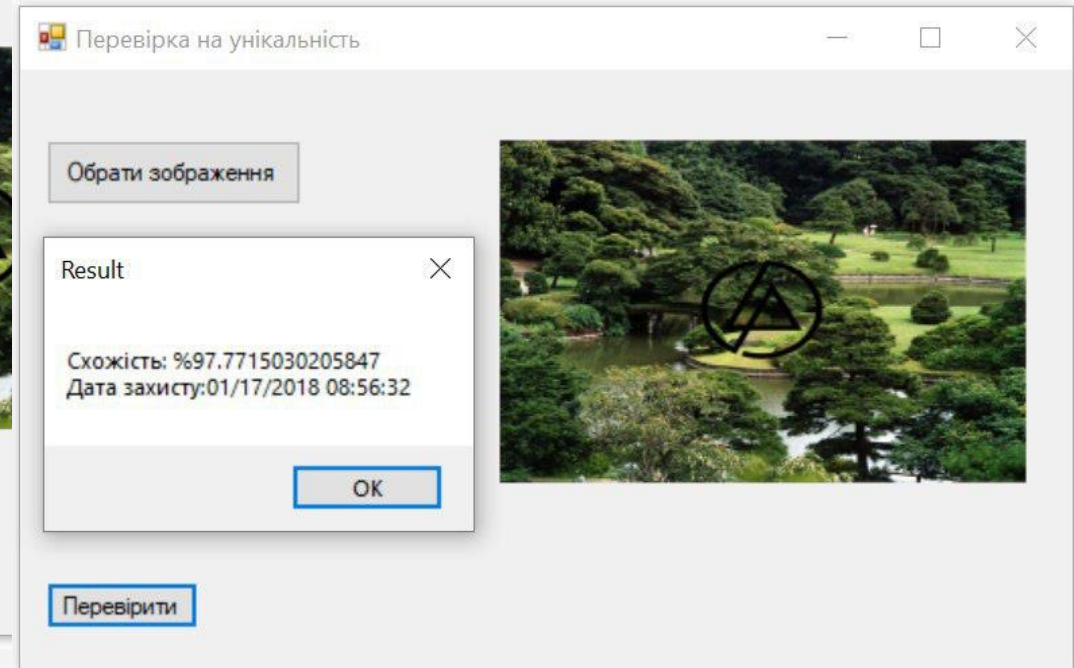 Перевірка на унікальність
Обрати зображення
Result
Схожість: %97.7715030205847
Дата захисту:01/17/2018 08:56:32
OK
Перевірити